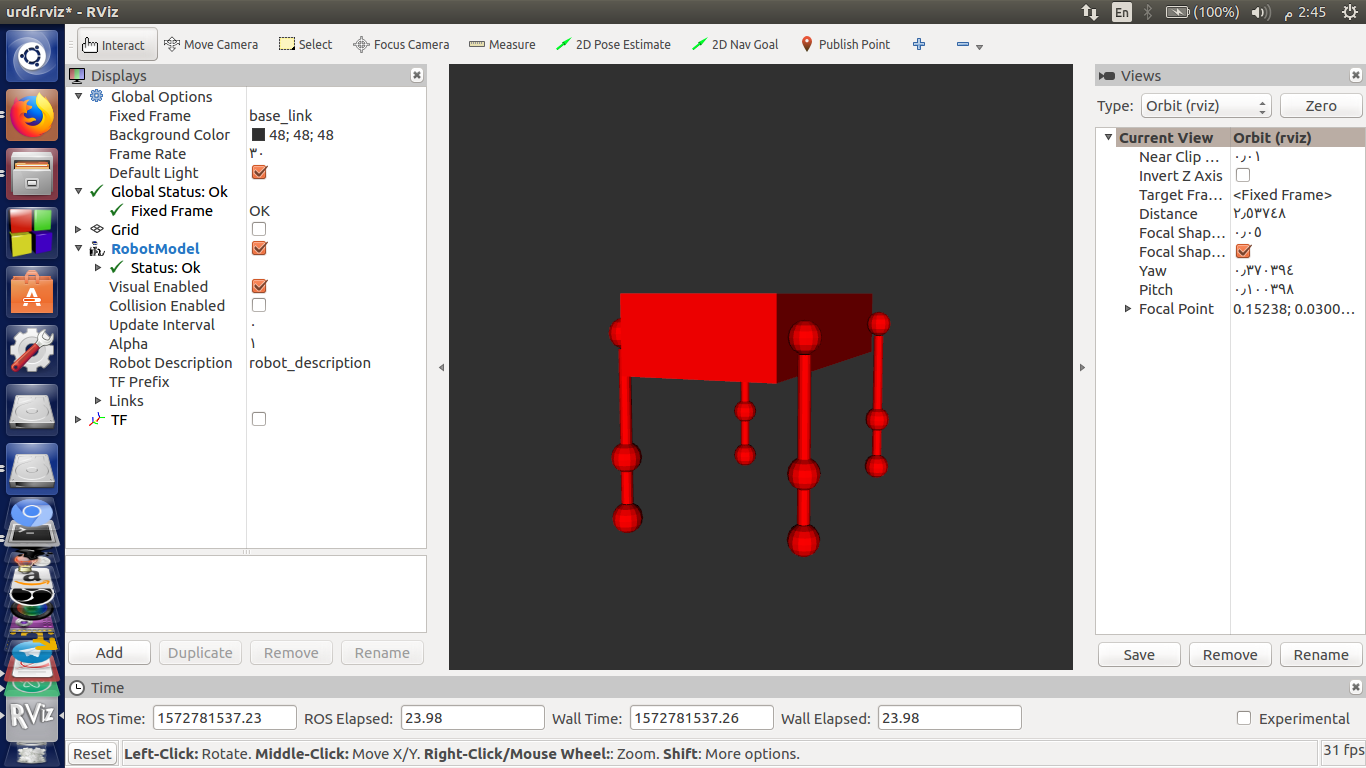 urdf.rviz* - RViz
En (100%) 2:45 م
Interact Move Camera Select Focus Camera Measure 2D Pose Estimate 2D Nav Goal Publish Point
Displays
Global Options
Fixed Frame base_link
Background Color 48; 48; 48
Frame Rate ٣٠
Default Light
Global Status: Ok
Fixed Frame OK
Grid
RobotModel
Status: Ok
Visual Enabled
Collision Enabled
Update Interval ٠
Alpha ١
Robot Description robot_description
TF Prefix
Links
TF
Add Duplicate Remove Rename
Views
Type: Orbit (rviz) Zero
Current View Orbit (rviz)
Near Clip ... ٠٫٠١
Invert Z Axis
Target Fra... <Fixed Frame>
Distance ٢٫٥٣٧٤٨
Focal Shap... ٠٫٠٥
Focal Shap...
Yaw ٠٫٣٧٠٣٩٤
Pitch ٠٫١٠٠٣٩٨
Focal Point 0.15238; 0.0300...
Save Remove Rename
Time
ROS Time: 1572781537.23 ROS Elapsed: 23.98 Wall Time: 1572781537.26 Wall Elapsed: 23.98 Experimental
Reset Left-Click: Rotate. Middle-Click: Move X/Y. Right-Click/Mouse Wheel:: Zoom. Shift: More options. 31 fps
RViz